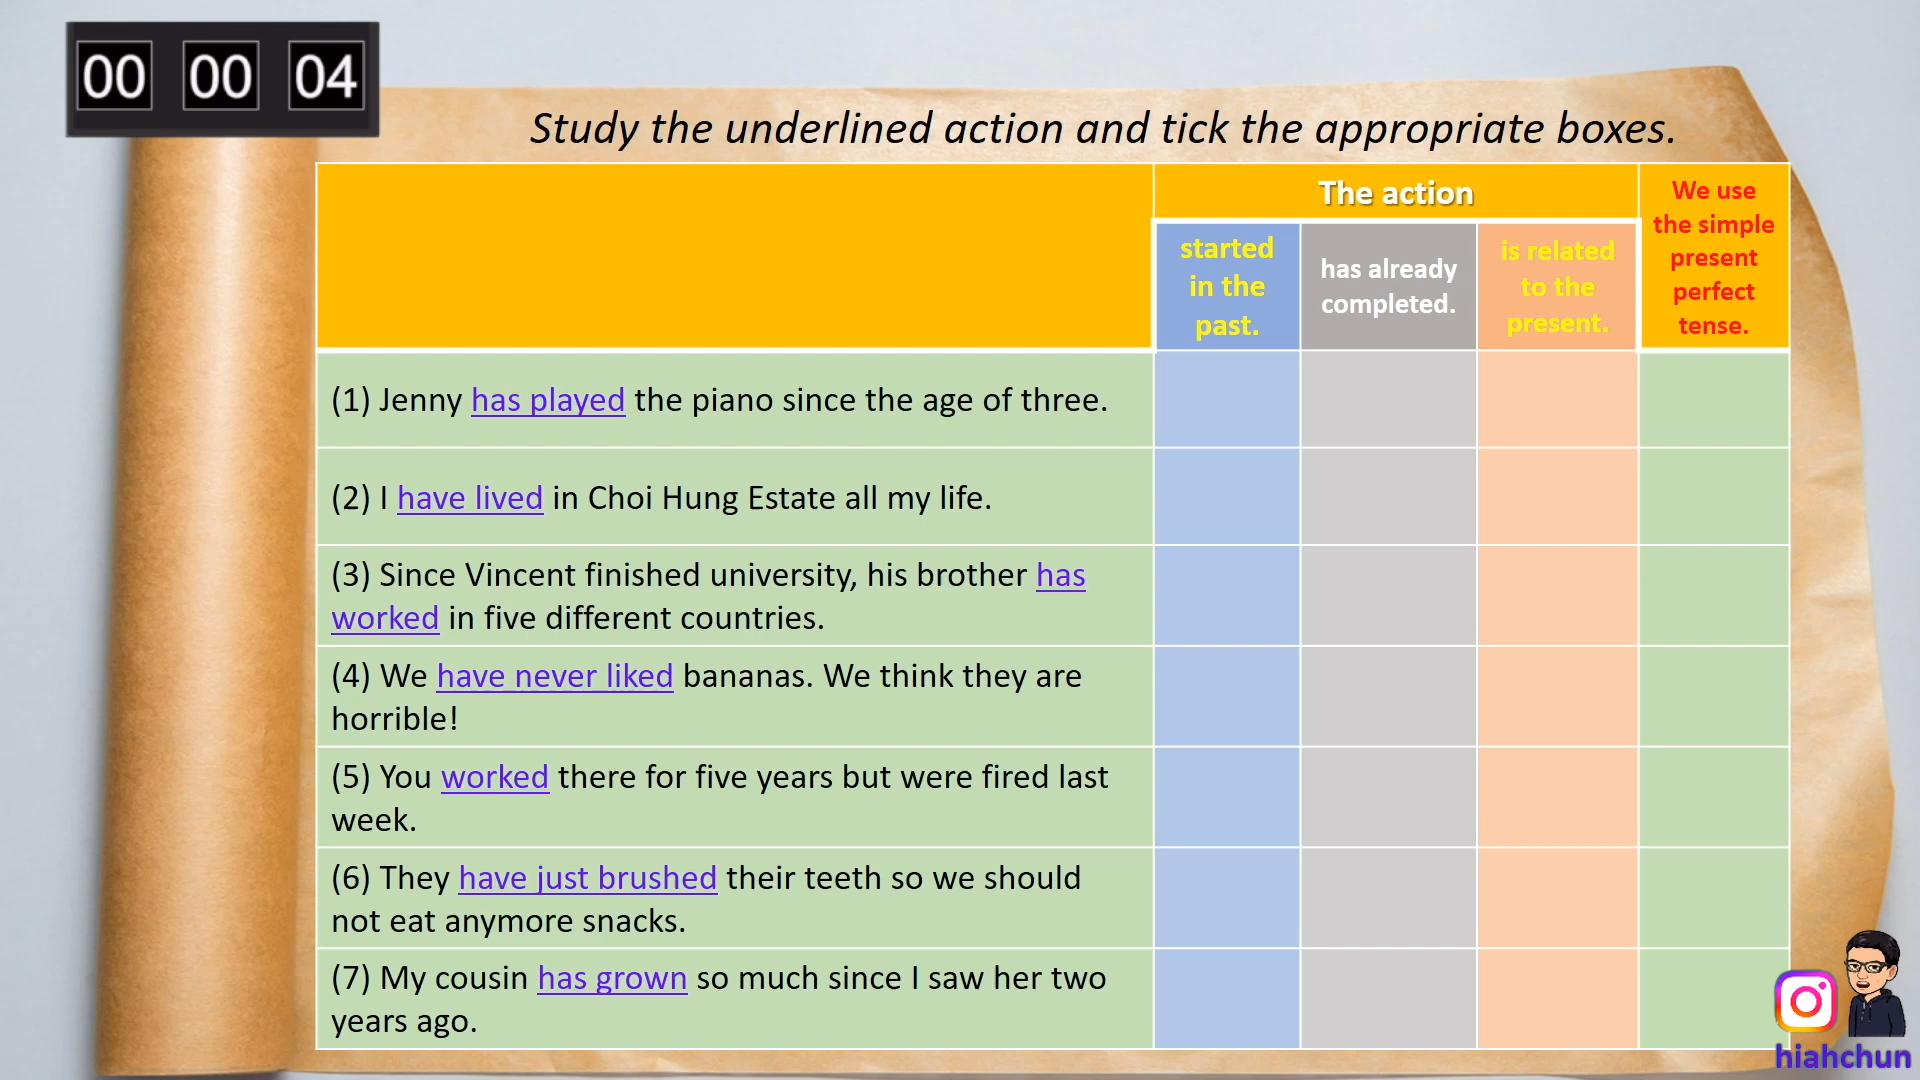 00 00 04
Study the underlined action and tick the appropriate boxes.
The action
We use
the simple
present
perfect
tense.
started
in the
past.
has already
completed.
is related
to the
present.
(1) Jenny has played the piano since the age of three.
(2) I have lived in Choi Hung Estate all my life.
(3) Since Vincent finished university, his brother has
worked in five different countries.
(4) We have never liked bananas. We think they are
horrible!
(5) You worked there for five years but were fired last
week.
(6) They have just brushed their teeth so we should
not eat anymore snacks.
(7) My cousin has grown so much since I saw her two
years ago.
hiahchun